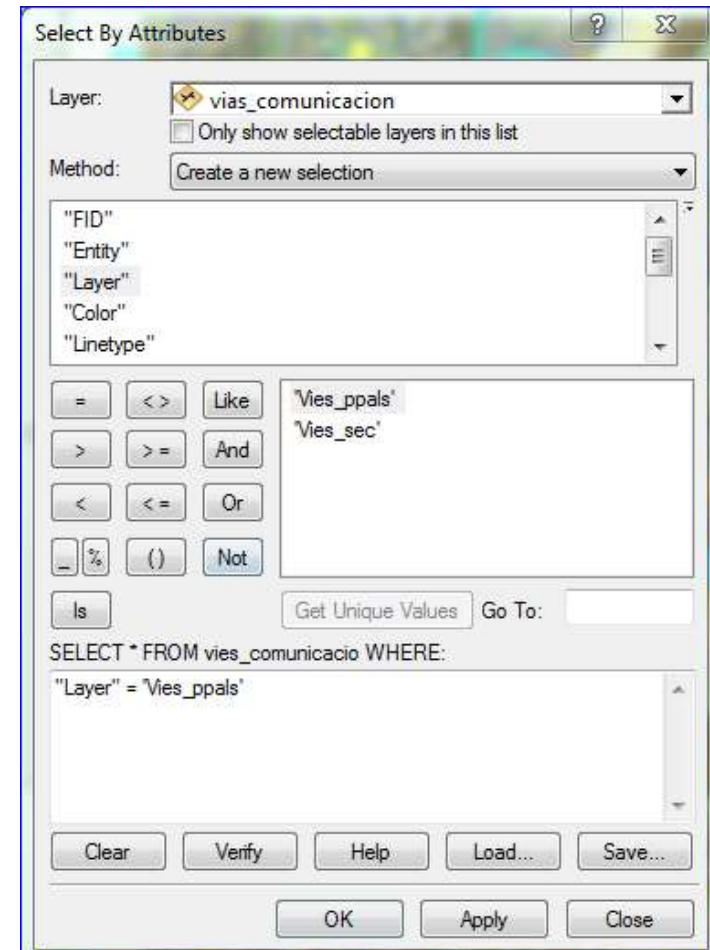 Select By Attributes
Layer: vias_comunicacion
Only show selectable layers in this list
Method: Create a new selection
"FID"
"Entity"
"Layer"
"Color"
"Linetype"
= < > Like
> > = And
< < = Or
_ % ( ) Not
Is
'Vies_ppals'
'Vies_sec'
Get Unique Values Go To:
SELECT * FROM vies_comunicacio WHERE:
"Layer" = 'Vies_ppals'
Clear Verify Help Load... Save...
OK Apply Close